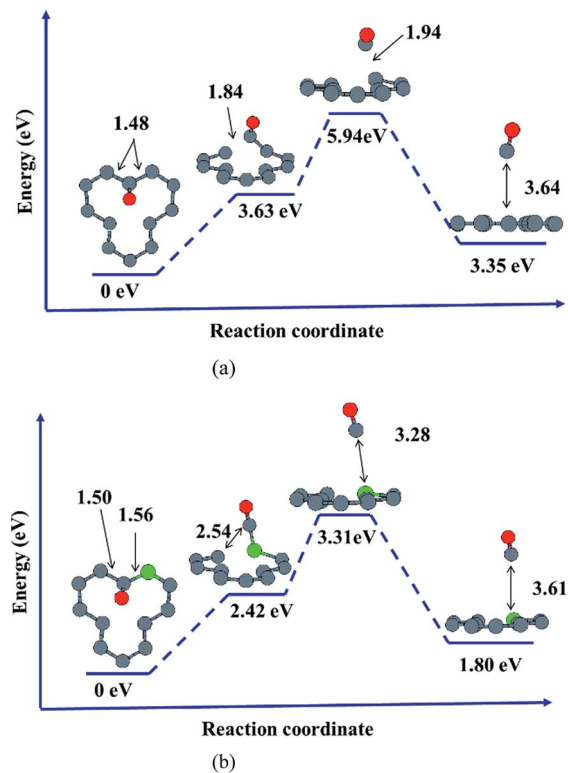 1.94
1.84
5.94eV
1.48
Energy (eV)
3.64
3.63 eV
3.35 eV
0 eV
Reaction coordinate
(a)
3.28
1.50
1.56
2.54
3.31eV
Energy (eV)
3.61
2.42 eV
1.80 eV
0 eV
Reaction coordinate
(b)